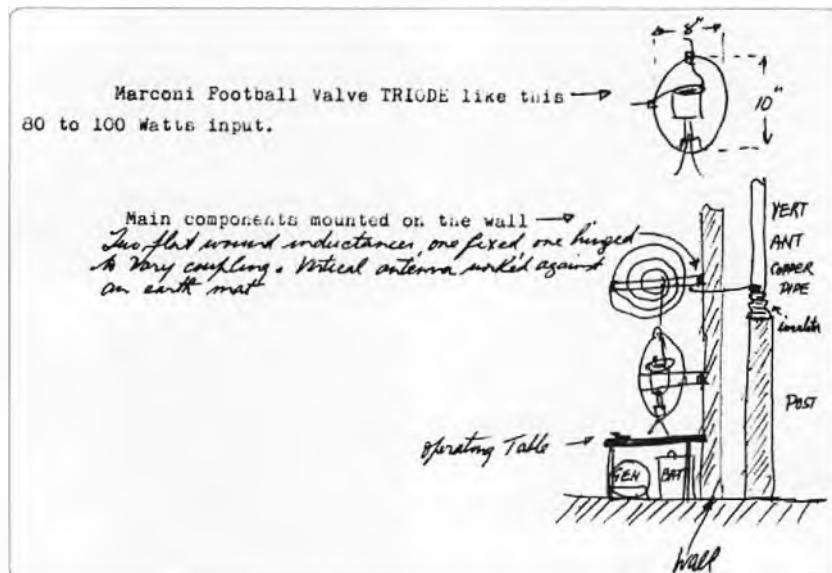 8"
Marconi Football Valve TRIODE like this
80 to 100 Watts input.
10"
Main components mounted on the wall
Two flat wound inductances, one fixed, one hinged
to vary coupling. Vertical antenna worked against
an earth mat
VERT
ANT
COPPER
PIPE
insulator
POST
operating Table
GEN
BAT
Wall